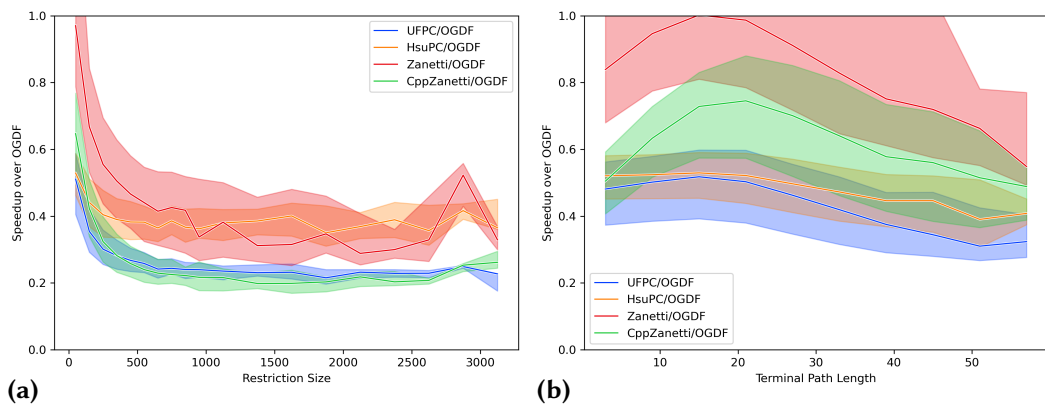 1.0
0.8
0.6
0.4
0.2
0.0
Speedup over OGDF
0 500 1000 1500 2000 2500 3000
Restriction Size
UFPC/OGDF
HsuPC/OGDF
Zanetti/OGDF
CppZanetti/OGDF
(a)
1.0
0.8
0.6
0.4
0.2
0.0
Speedup over OGDF
10 20 30 40 50
Terminal Path Length
UFPC/OGDF
HsuPC/OGDF
Zanetti/OGDF
CppZanetti/OGDF
(b)